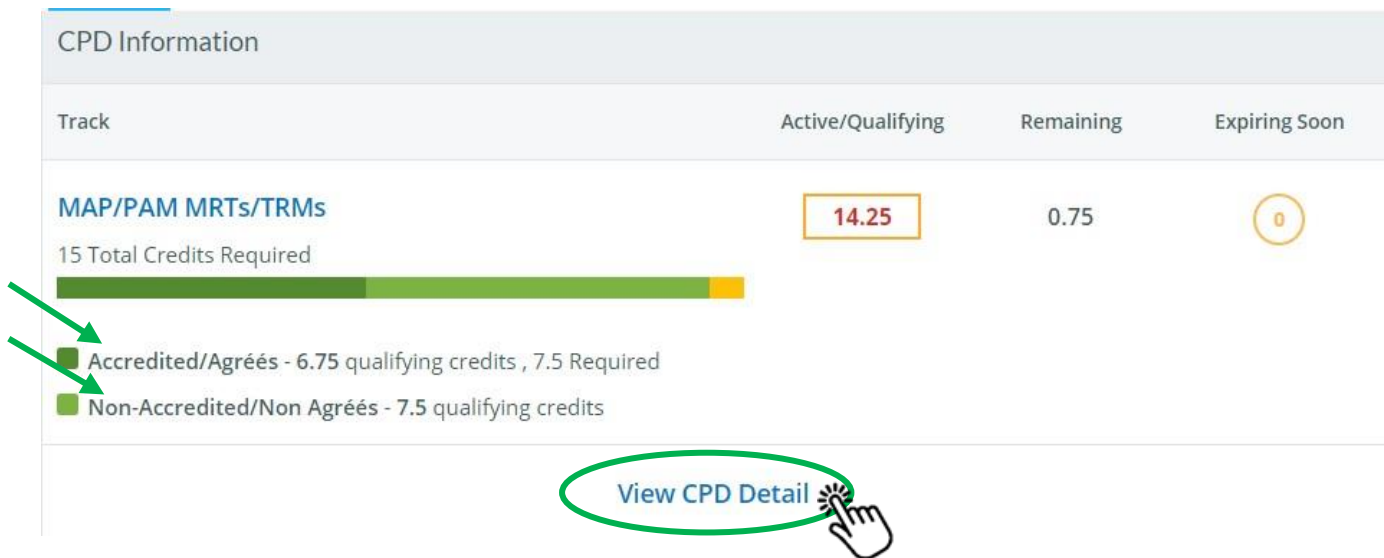 CPD Information
Track Active/Qualifying Remaining Expiring Soon
MAP/PAM MRTs/TRMs 14.25 0.75 0
15 Total Credits Required
Accredited/Agréés - 6.75 qualifying credits , 7.5 Required
Non-Accredited/Non Agréés - 7.5 qualifying credits
View CPD Detail